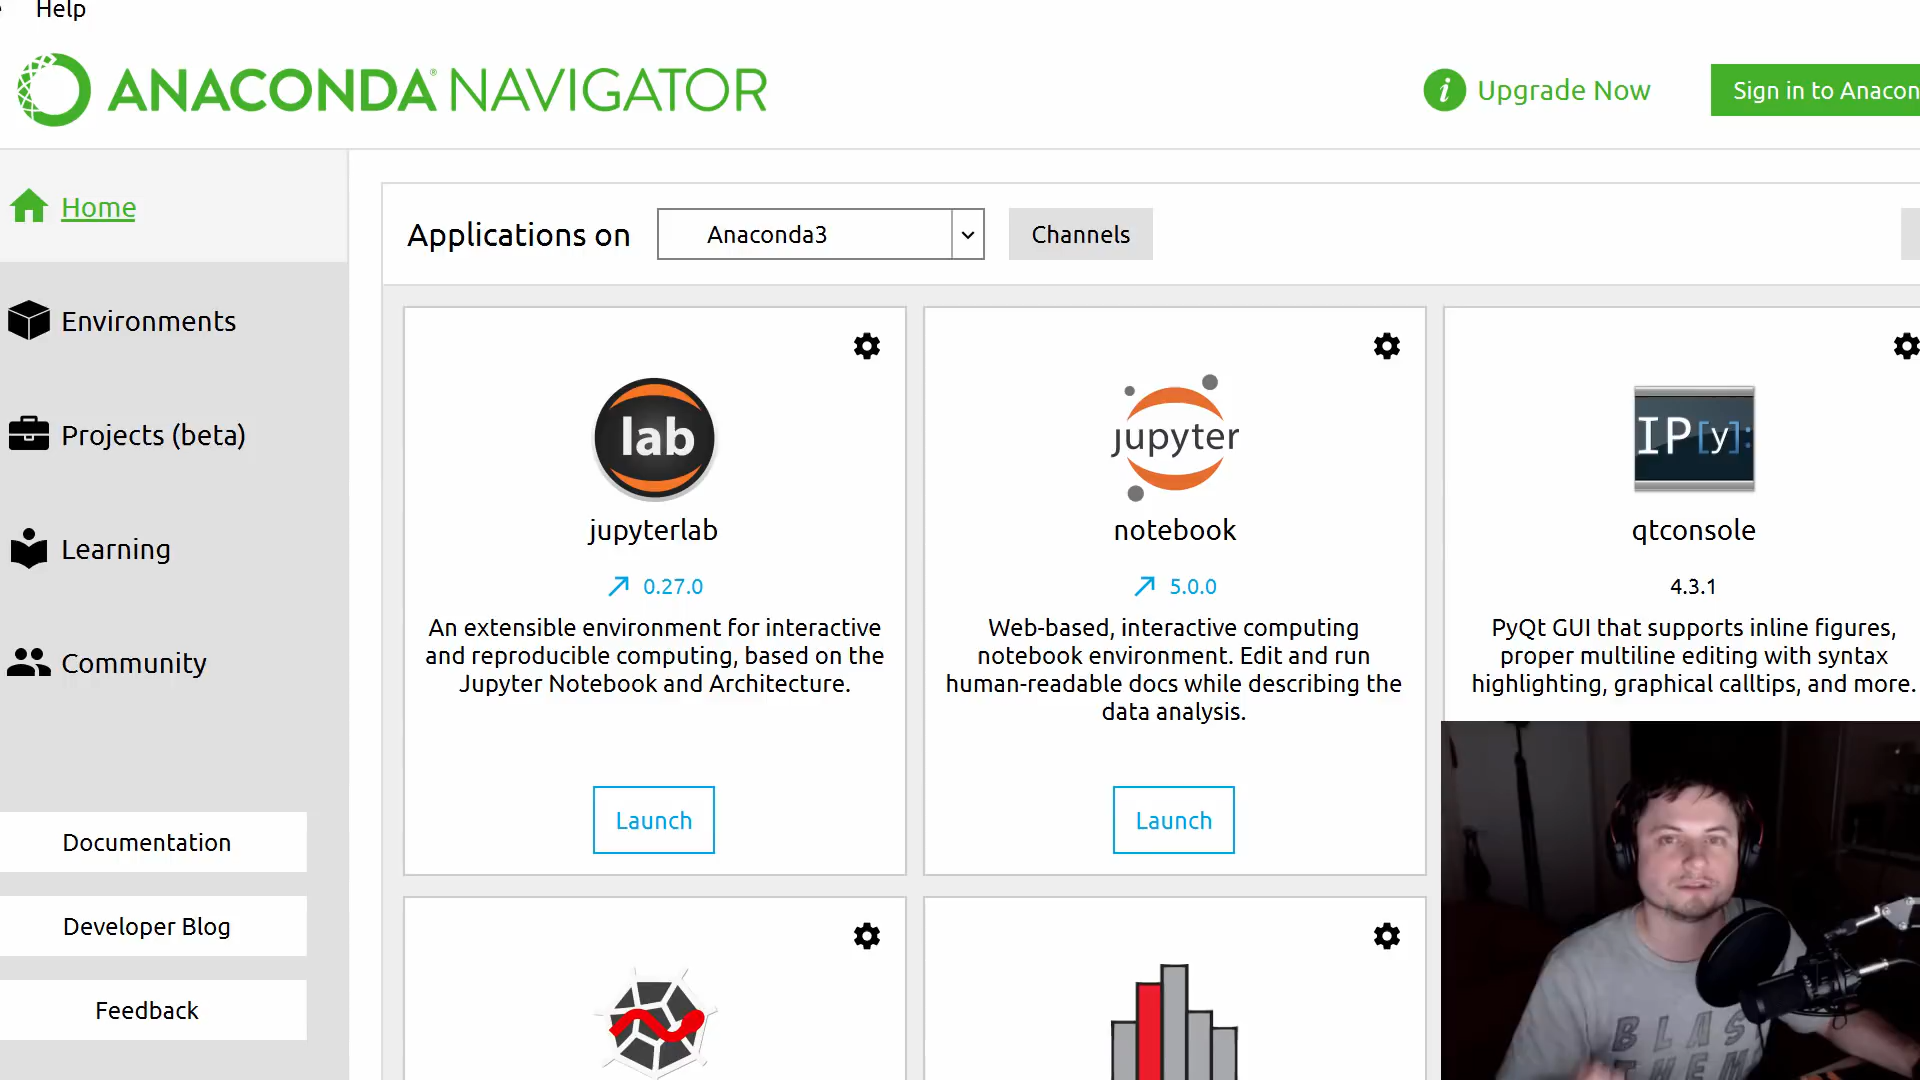 Help
ANACONDA NAVIGATOR
Upgrade Now
Sign in to Anacon
Home
Applications on
Anaconda3
Channels
Environments
Projects (beta)
Learning
Community
Documentation
Developer Blog
Feedback
lab
jupyterlab
0.27.0
An extensible environment for interactive
and reproducible computing, based on the
Jupyter Notebook and Architecture.
Launch
jupyter
notebook
5.0.0
Web-based, interactive computing
notebook environment. Edit and run
human-readable docs while describing the
data analysis.
Launch
IP[y]:
qtconsole
4.3.1
PyQt GUI that supports inline figures,
proper multiline editing with syntax
highlighting, graphical calltips, and more.
BLAS
THEM